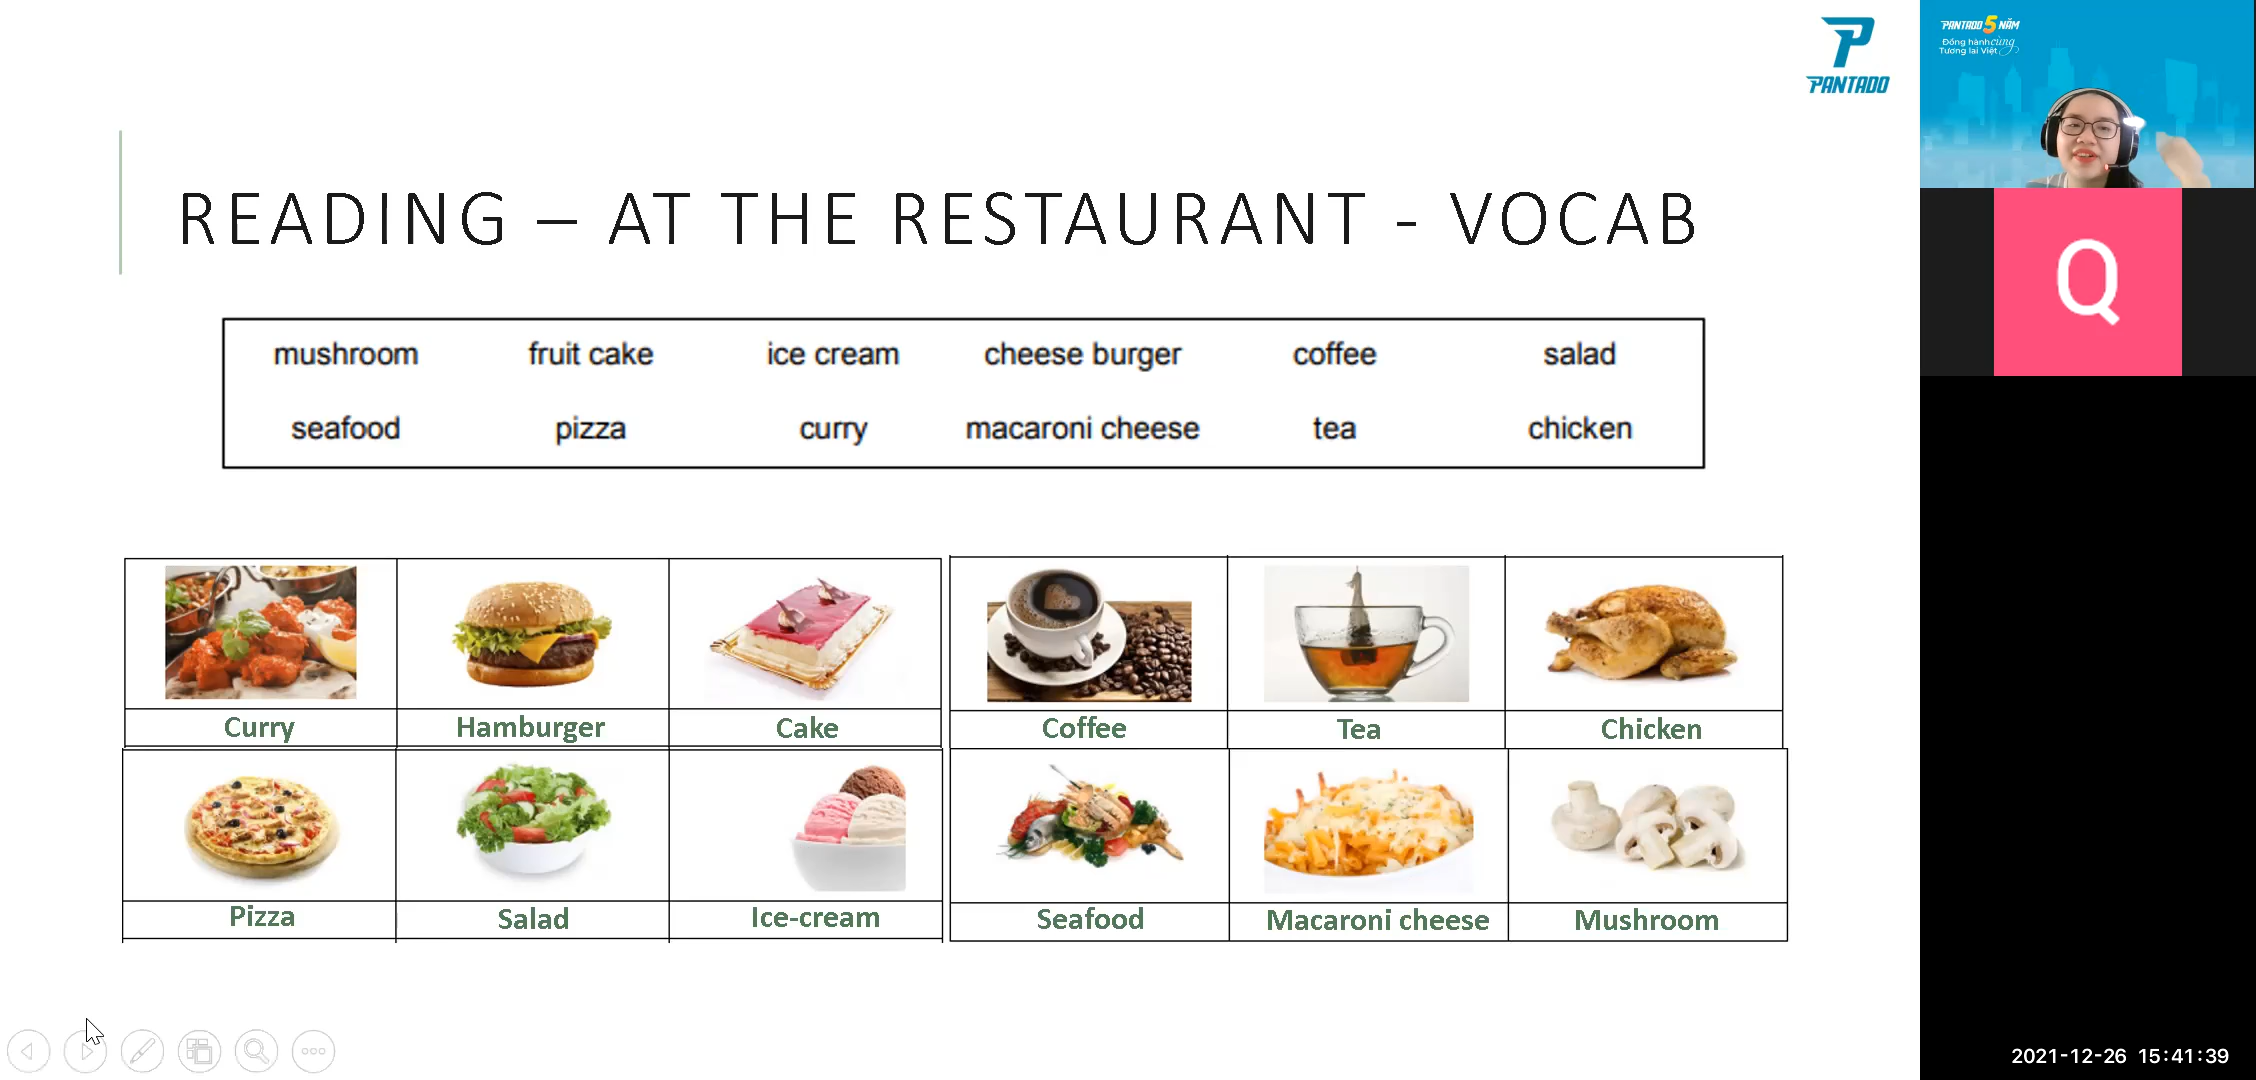 PANTADO
PANTADO 5 NĂM
Đồng hành cùng
Tương lai Việt
READING – AT THE RESTAURANT - VOCAB
Q
mushroom fruit cake ice cream cheese burger coffee salad
seafood pizza curry macaroni cheese tea chicken
Curry Hamburger Cake Coffee Tea Chicken
Pizza Salad Ice-cream Seafood Macaroni cheese Mushroom
2021-12-26 15:41:39